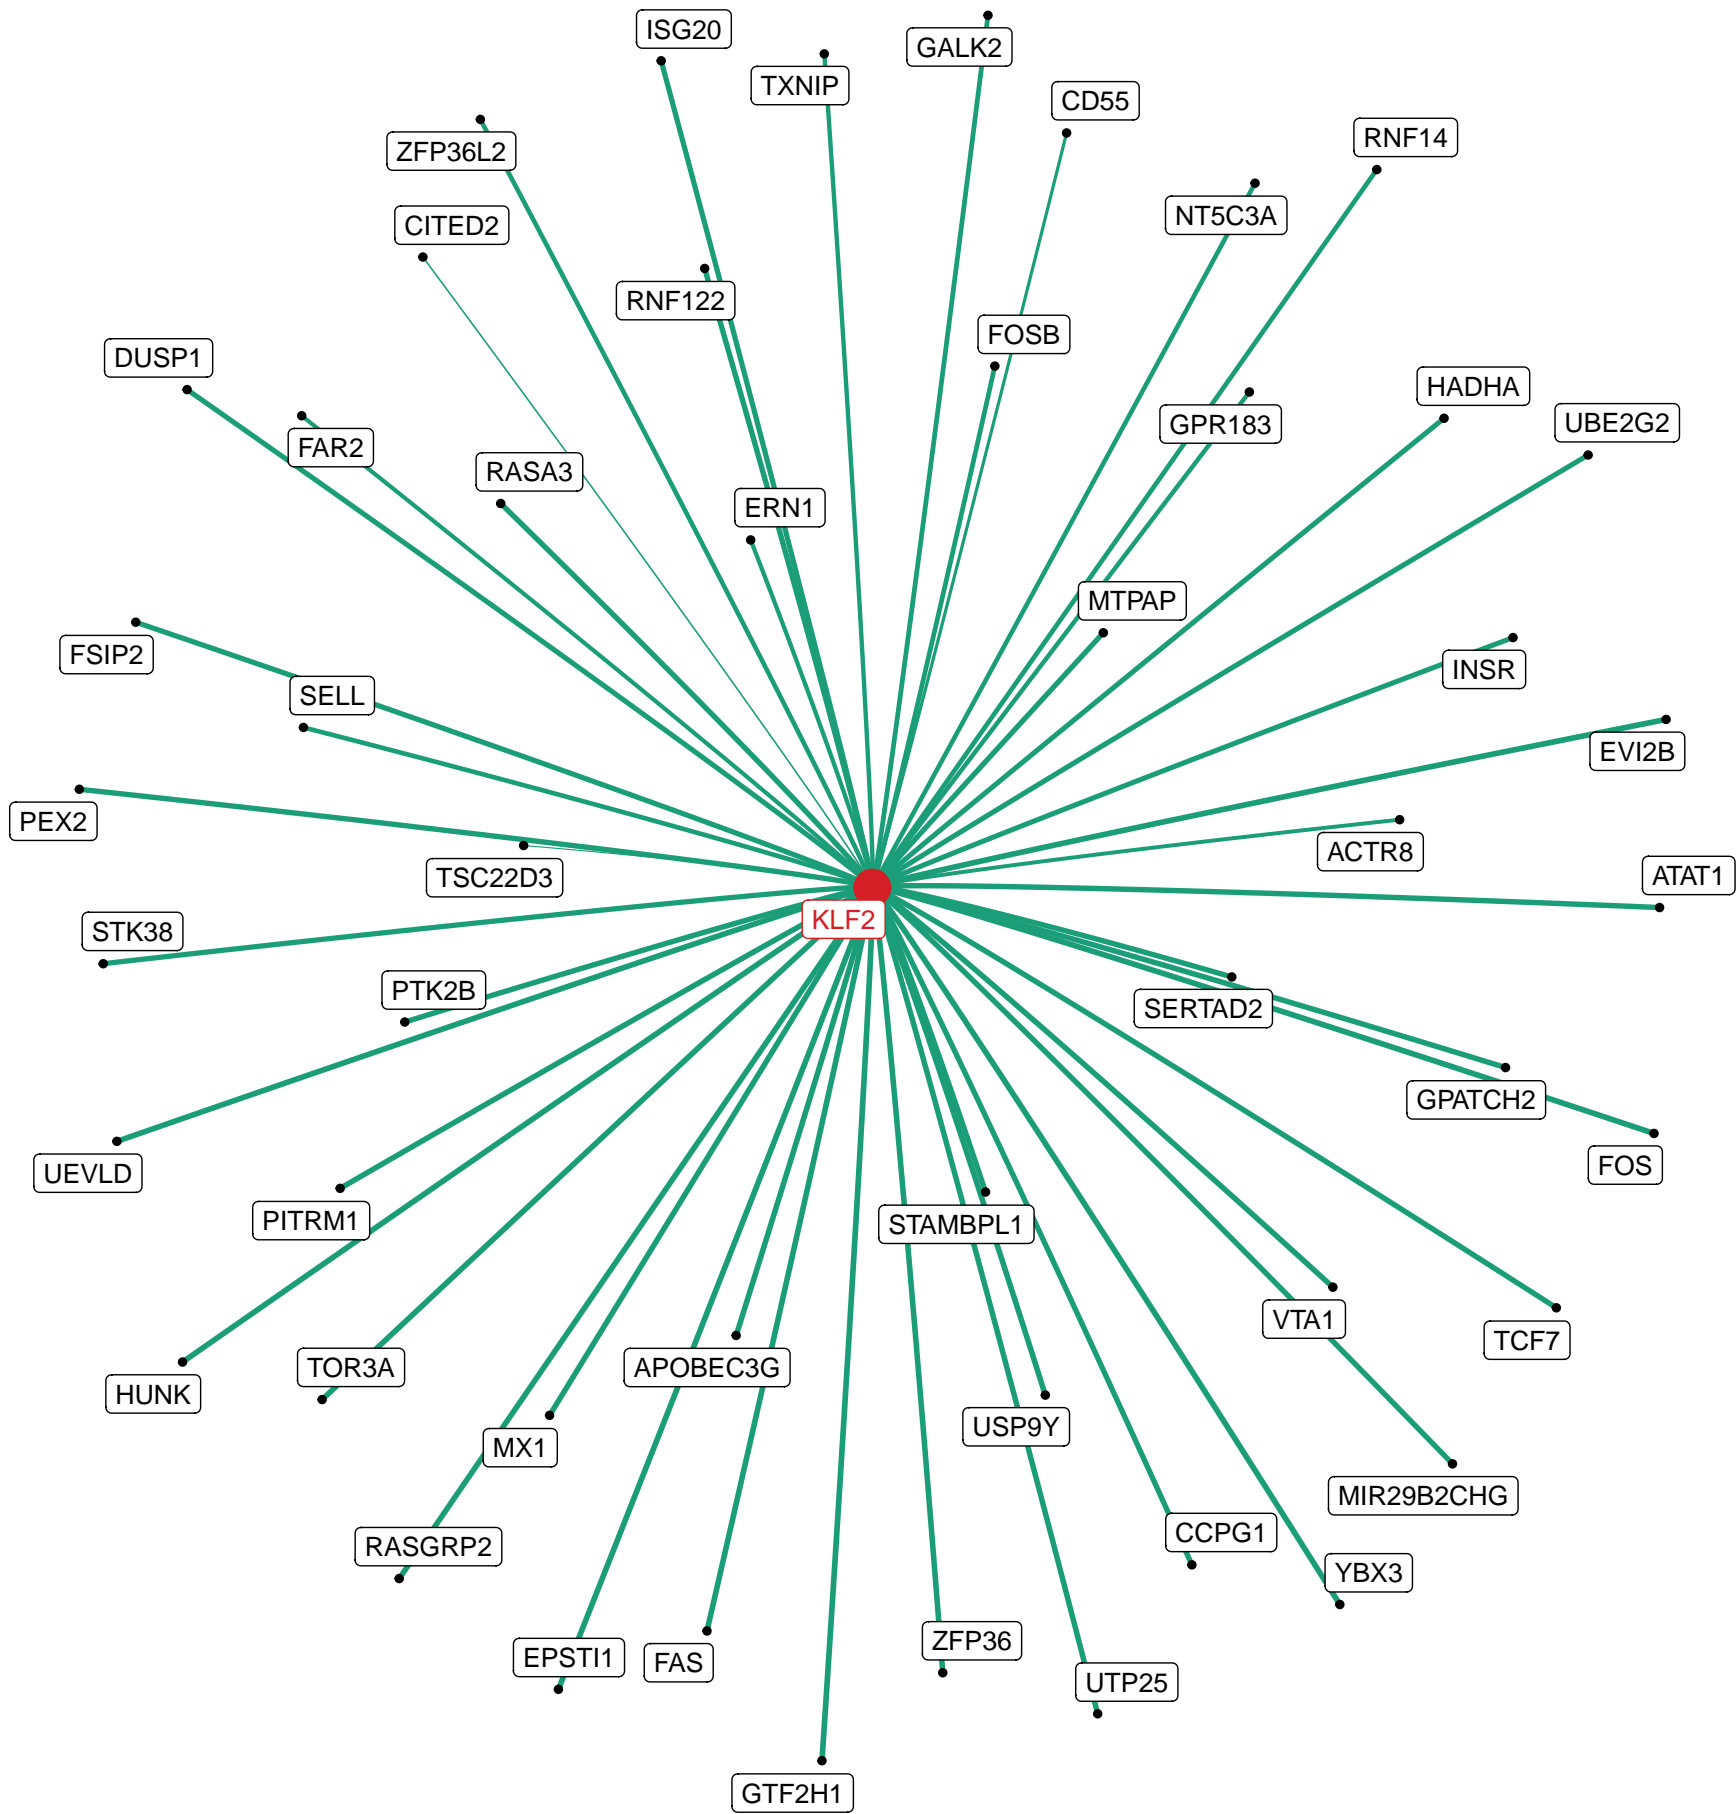 ISG20
GALK2
TXNIP
CD55
RNF14
ZFP36L2
NT5C3A
CITED2
RNF122
FOSB
DUSP1
HADHA
UBE2G2
GPR183
FAR2
RASA3
ERN1
MTPAP
FSIP2
INSR
SELL
EVI2B
PEX2
ACTR8
ATAT1
TSC22D3
KLF2
STK38
PTK2B
SERTAD2
GPATCH2
FOS
UEVLD
PITRM1
STAMBPL1
VTA1
TCF7
TOR3A
APOBEC3G
HUNK
USP9Y
MX1
MIR29B2CHG
CCPG1
RASGRP2
YBX3
ZFP36
EPSTI1
FAS
UTP25
GTF2H1